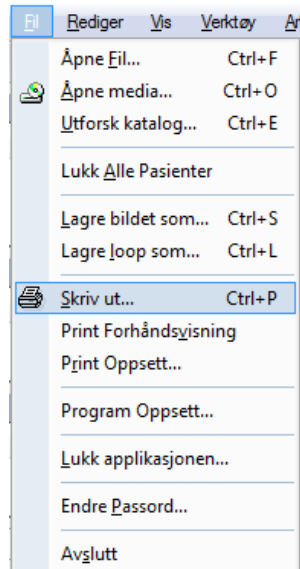 Fil Rediger Vis Verktøy
Åpne Fil... Ctrl+F
Åpne media... Ctrl+O
Utforsk katalog... Ctrl+E
Lukk Alle Pasienter
Lagre bildet som... Ctrl+S
Lagre loop som... Ctrl+L
Skriv ut... Ctrl+P
Print Forhåndsvisning
Print Oppsett...
Program Oppsett...
Lukk applikasjonen...
Endre Passord...
Avslutt